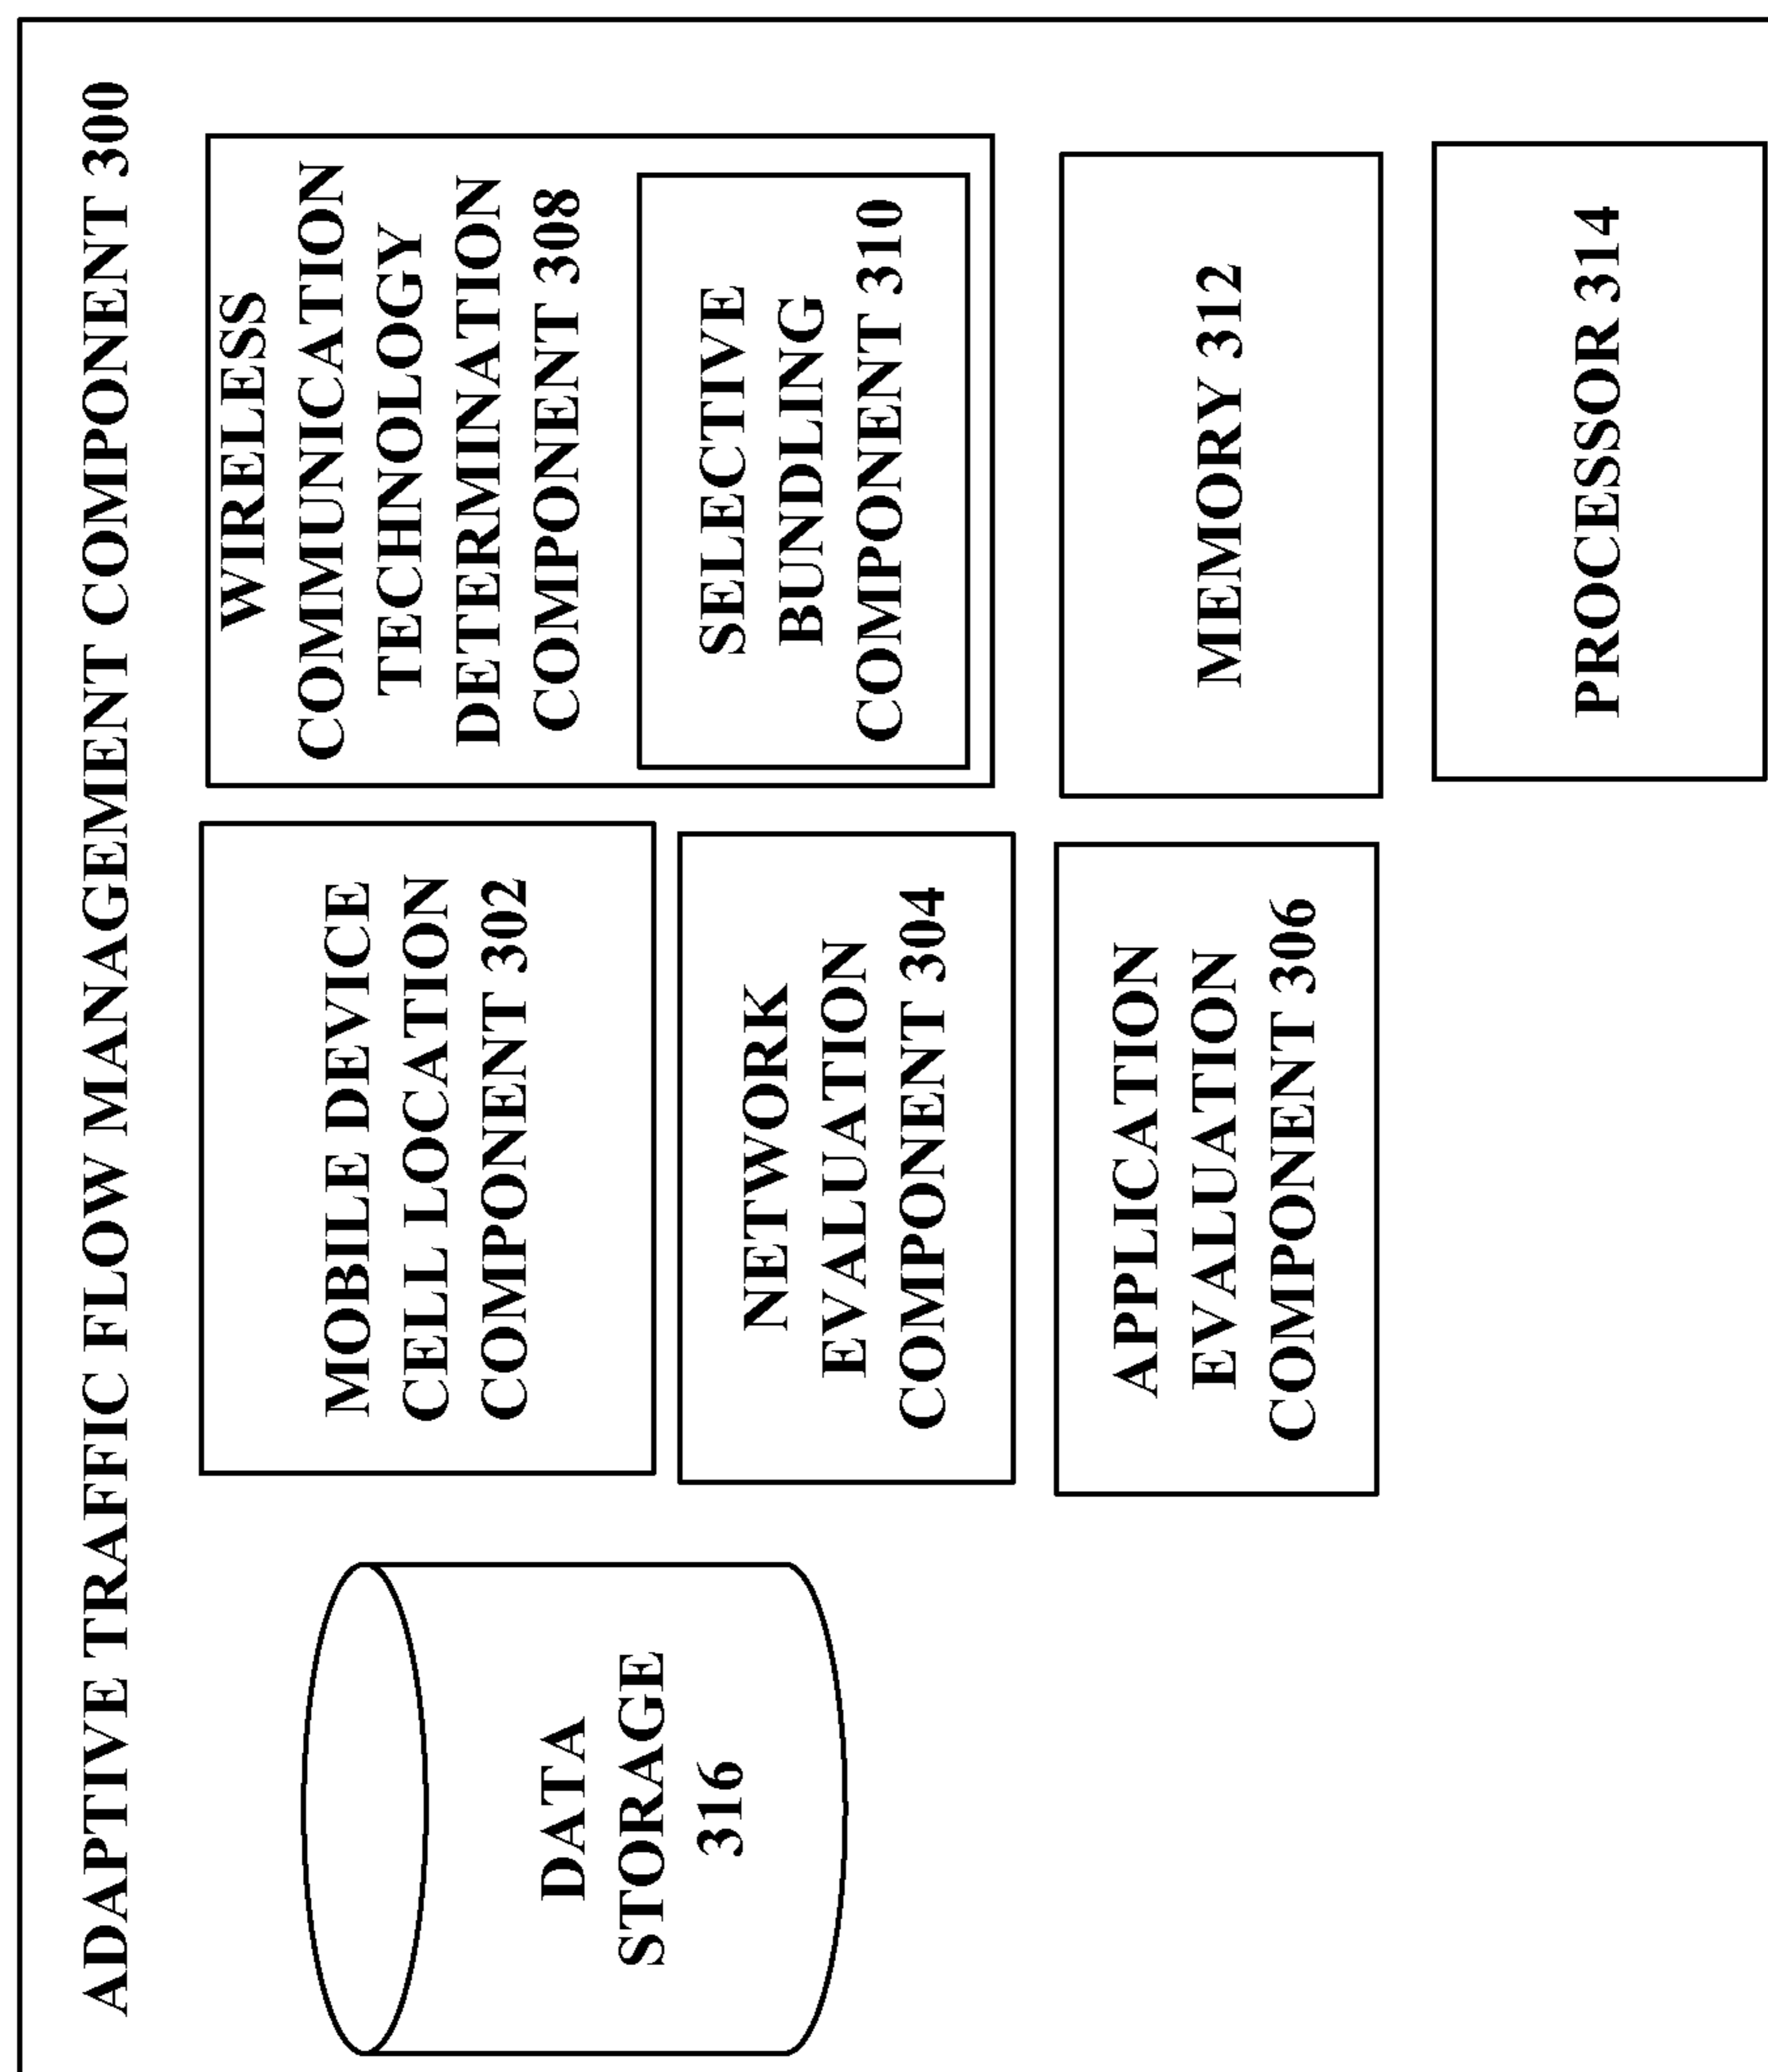 ADAPTIVE TRAFFIC FLOW MANAGEMENT COMPONENT 300
DATA
STORAGE
316
MOBILE DEVICE
CELL LOCATION
COMPONENT 302
NETWORK
EVALUATION
COMPONENT 304
APPLICATION
EVALUATION
COMPONENT 306
WIRELESS
COMMUNICATION
TECHNOLOGY
DETERMINATION
COMPONENT 308
SELECTIVE
BUNDLING
COMPONENT 310
MEMORY 312
PROCESSOR 314